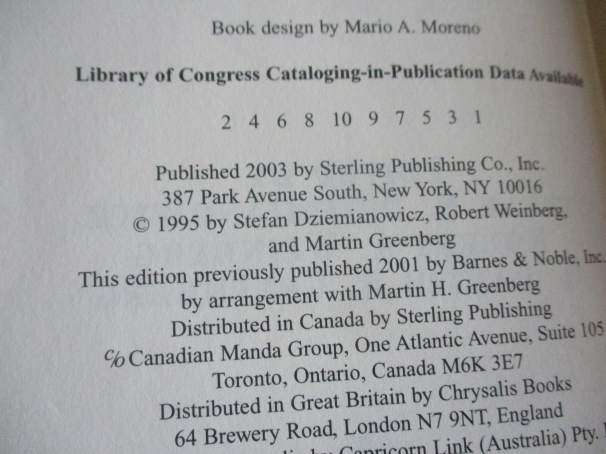 Book design by Mario A. Moreno
Library of Congress Cataloging-in-Publication Data Available
2 4 6 8 10 9 7 5 3 1
Published 2003 by Sterling Publishing Co., Inc.
387 Park Avenue South, New York, NY 10016
© 1995 by Stefan Dziemianowicz, Robert Weinberg,
and Martin Greenberg
This edition previously published 2001 by Barnes & Noble, Inc.
by arrangement with Martin H. Greenberg
Distributed in Canada by Sterling Publishing
c/o Canadian Manda Group, One Atlantic Avenue, Suite 105
Toronto, Ontario, Canada M6K 3E7
Distributed in Great Britain by Chrysalis Books
64 Brewery Road, London N7 9NT, England
Capricorn Link (Australia) Pty.